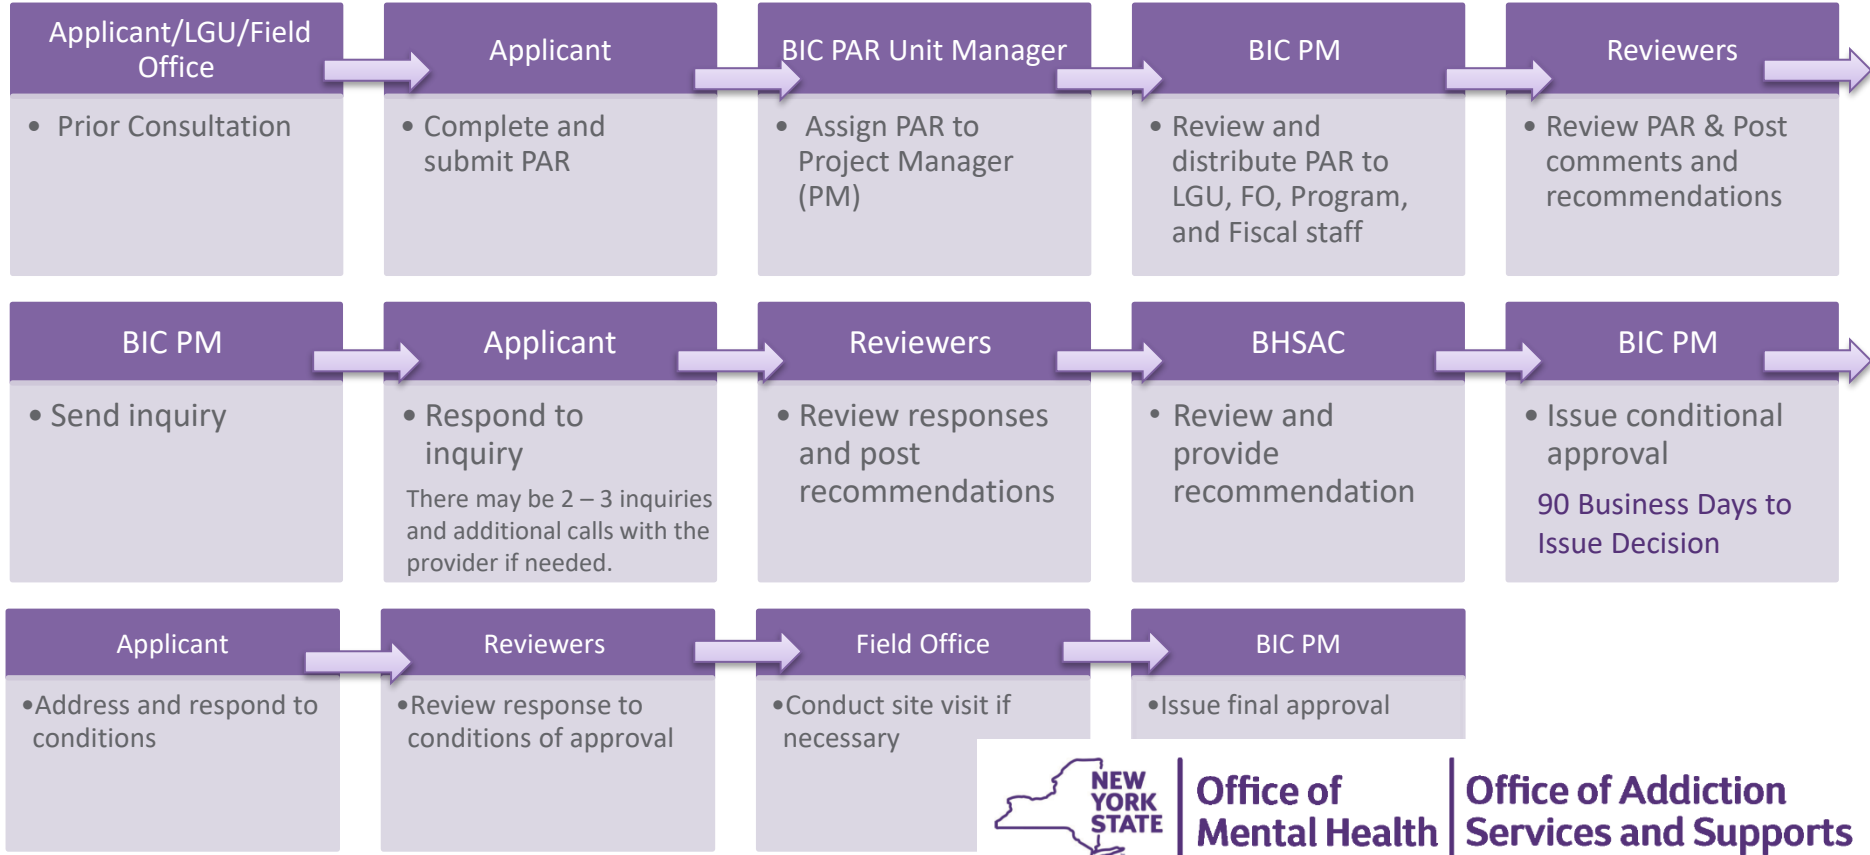 Applicant/LGU/Field
Office
• Prior Consultation
Applicant
• Complete and
submit PAR
BIC PAR Unit Manager
• Assign PAR to
Project Manager
(PM)
BIC PM
• Review and
distribute PAR to
LGU, FO, Program,
and Fiscal staff
Reviewers
• Review PAR & Post
comments and
recommendations
BIC PM
• Send inquiry
Applicant
• Respond to
inquiry
There may be 2 – 3 inquiries
and additional calls with the
provider if needed.
Reviewers
• Review responses
and post
recommendations
BHSAC
• Review and
provide
recommendation
BIC PM
• Issue conditional
approval
90 Business Days to
Issue Decision
Applicant
•Address and respond to
conditions
Reviewers
•Review response to
conditions of approval
Field Office
•Conduct site visit if
necessary
BIC PM
•Issue final approval
NEW
YORK
STATE
Office of
Mental Health
Office of Addiction
Services and Supports